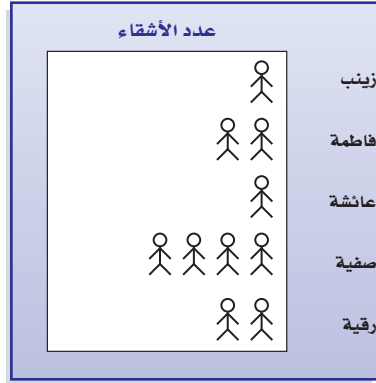 عدد الأشقاء
زينب
فاطمة
عائشة
صفية
رقية